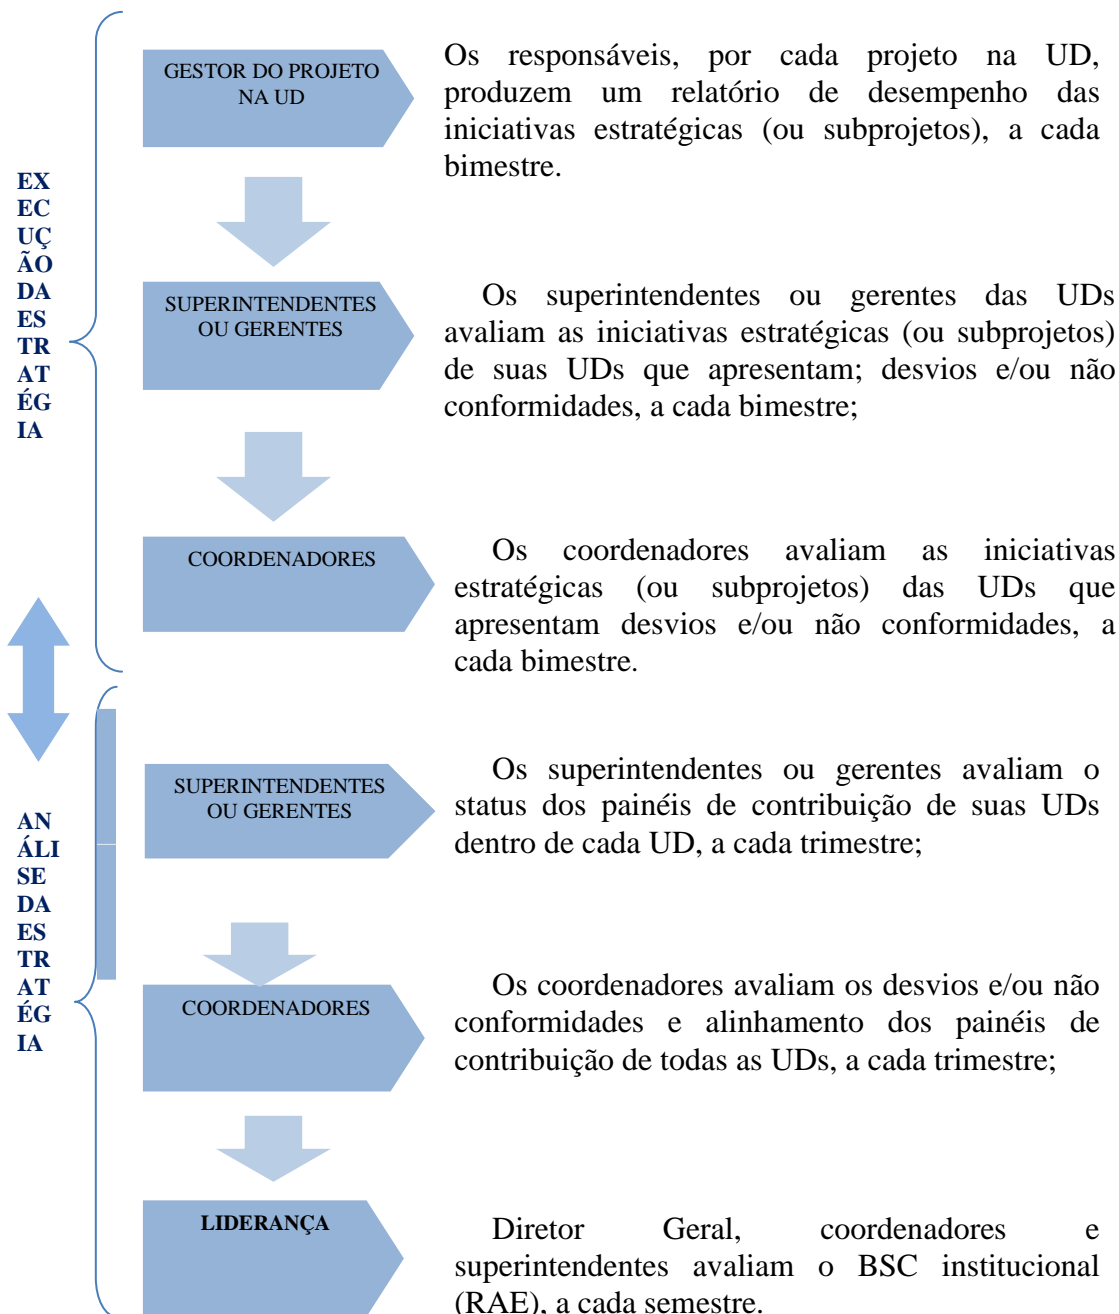 GESTOR DO PROJETO
NA UD
Os responsáveis, por cada projeto na UD,
produzem um relatório de desempenho das
iniciativas estratégicas (ou subprojetos), a cada
bimestre.
EX
EC
UÇ
ÃO
DA
ES
TR
AT
ÉG
IA
SUPERINTENDENTES
OU GERENTES
Os superintendentes ou gerentes das UDs
avaliam as iniciativas estratégicas (ou subprojetos)
de suas UDs que apresentam; desvios e/ou não
conformidades, a cada bimestre;
COORDENADORES
Os coordenadores avaliam as iniciativas
estratégicas (ou subprojetos) das UDs que
apresentam desvios e/ou não conformidades, a
cada bimestre.
SUPERINTENDENTES
OU GERENTES
Os superintendentes ou gerentes avaliam o
status dos painéis de contribuição de suas UDs
dentro de cada UD, a cada trimestre;
AN
ÁLI
SE
DA
ES
TR
AT
ÉG
IA
COORDENADORES
Os coordenadores avaliam os desvios e/ou não
conformidades e alinhamento dos painéis de
contribuição de todas as UDs, a cada trimestre;
LIDERANÇA
Diretor Geral, coordenadores e
superintendentes avaliam o BSC institucional
(RAE), a cada semestre.